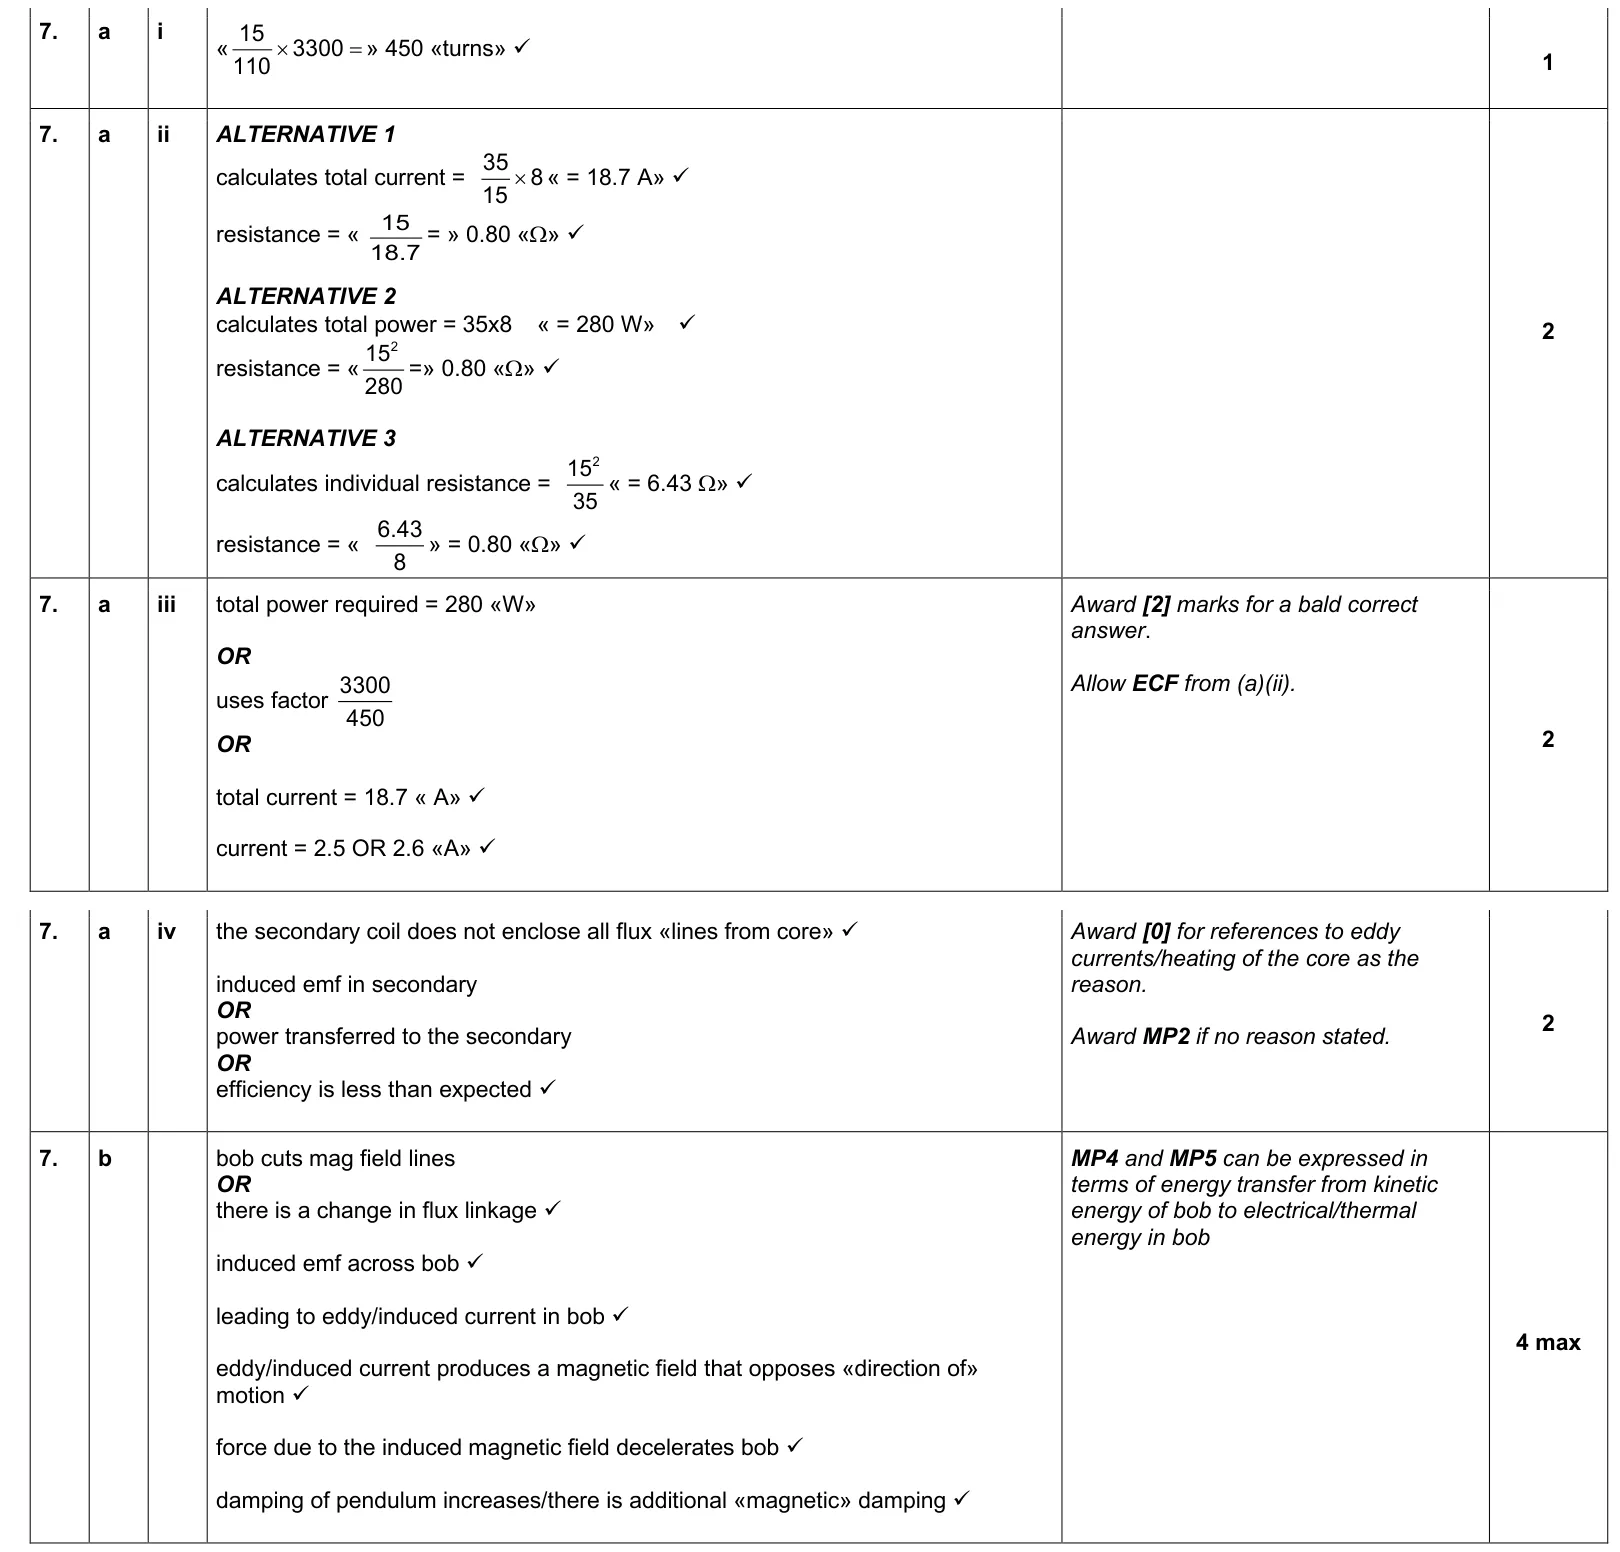 7. a i « 15/110 × 3300 = » 450 «turns» ✓ 1
7. a ii ALTERNATIVE 1
calculates total current = 35/15 × 8 « = 18.7 A» ✓
resistance = « 15/18.7 = » 0.80 «Ω» ✓
ALTERNATIVE 2
calculates total power = 35x8 « = 280 W» ✓
2
resistance = « 15²/280 =» 0.80 «Ω» ✓
ALTERNATIVE 3
calculates individual resistance = 15²/35 « = 6.43 Ω» ✓
resistance = « 6.43/8 » = 0.80 «Ω» ✓
7. a iii total power required = 280 «W»
OR
uses factor 3300/450
OR
total current = 18.7 « A» ✓
current = 2.5 OR 2.6 «A» ✓
Award [2] marks for a bald correct
answer.
Allow ECF from (a)(ii).
2
7. a iv the secondary coil does not enclose all flux «lines from core» ✓
induced emf in secondary
OR
power transferred to the secondary
OR
efficiency is less than expected ✓
Award [0] for references to eddy
currents/heating of the core as the
reason.
Award MP2 if no reason stated.
2
7. b bob cuts mag field lines
OR
there is a change in flux linkage ✓
induced emf across bob ✓
leading to eddy/induced current in bob ✓
eddy/induced current produces a magnetic field that opposes «direction of»
motion ✓
force due to the induced magnetic field decelerates bob ✓
damping of pendulum increases/there is additional «magnetic» damping ✓
MP4 and MP5 can be expressed in
terms of energy transfer from kinetic
energy of bob to electrical/thermal
energy in bob
4 max